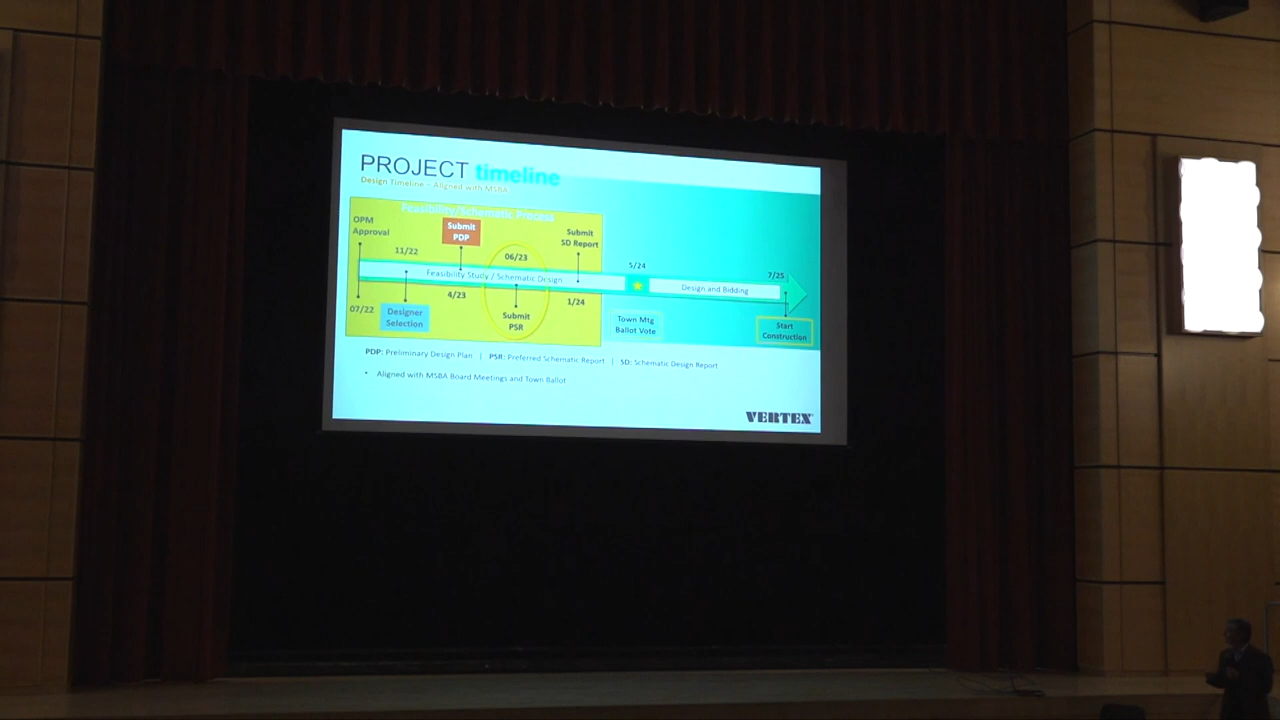 PROJECT timeline
Design Timeline – Aligned with MSBA
Feasibility/Schematic Process
OPM
Approval
11/22
Submit
PDP
06/23
Submit
SD Report
5/24
7/25
Feasibility Study / Schematic Design
Design and Bidding
07/22
Designer
Selection
4/23
Submit
PSR
1/24
Town Mtg
Ballot Vote
Start
Construction
PDP: Preliminary Design Plan | PSR: Preferred Schematic Report | SD: Schematic Design Report
• Aligned with MSBA Board Meetings and Town Ballot
VERTEX